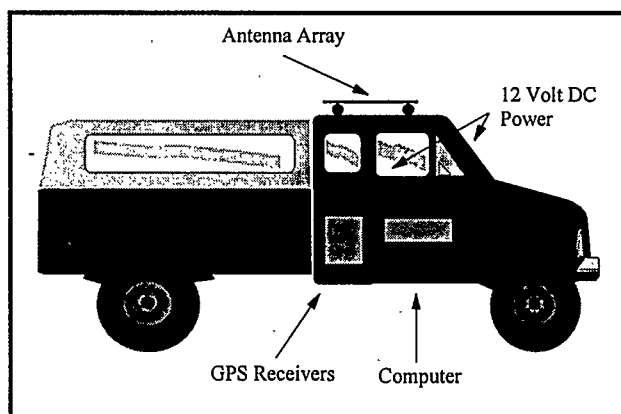 Antenna Array
12 Volt DC
Power
GPS Receivers
Computer